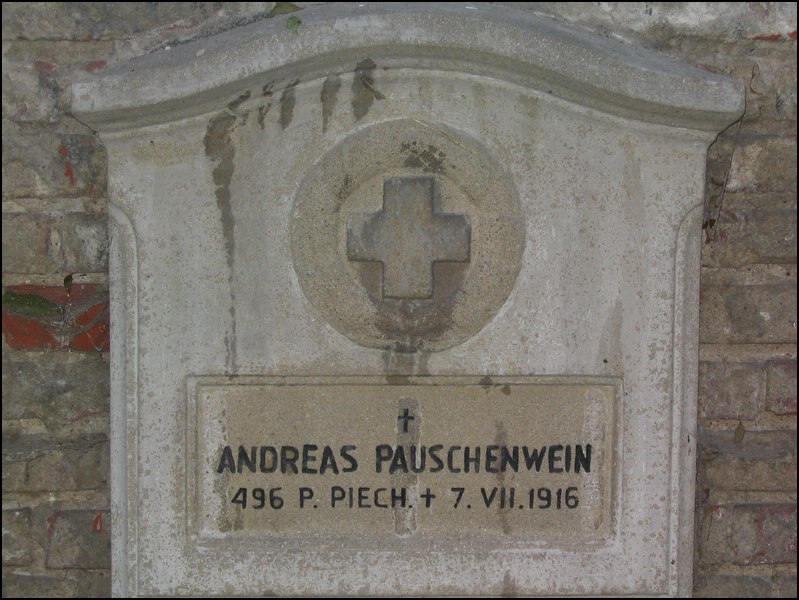 ✝
ANDREAS PAUSCHENWEIN
496 P. PIECH. ✝ 7. VII. 1916